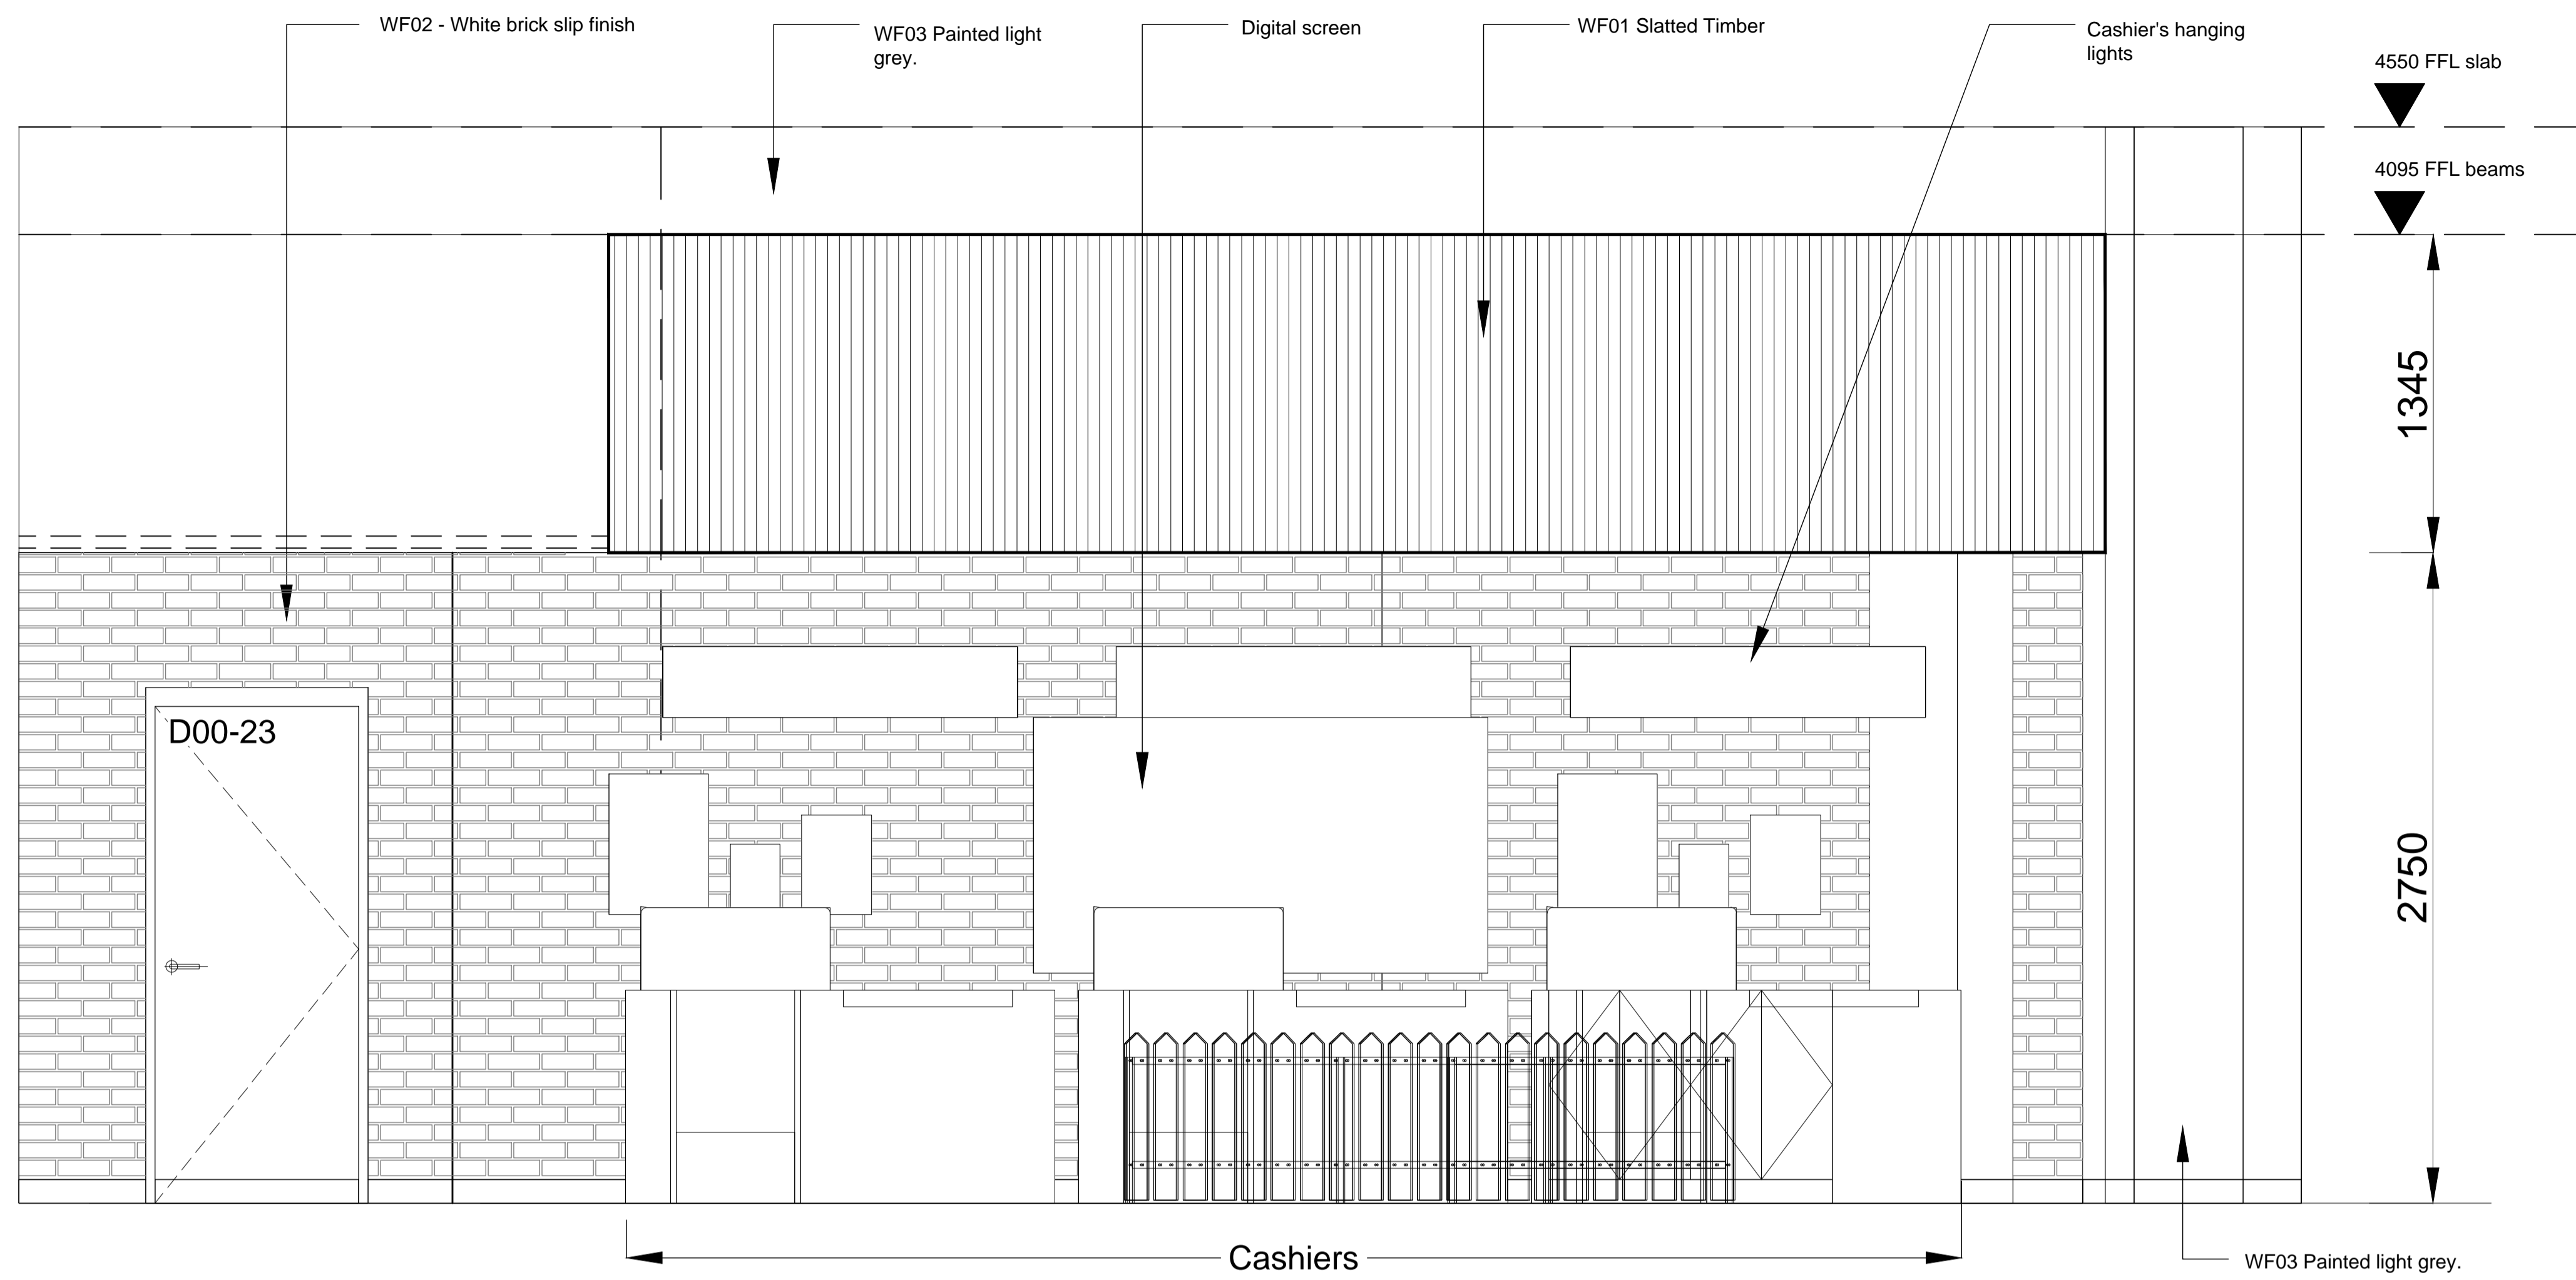 WF02 - White brick slip finish
WF03 Painted light
grey.
Digital screen
WF01 Slatted Timber
Cashier's hanging
lights
4550 FFL slab
4095 FFL beams
1345
2750
D00-23
Cashiers
WF03 Painted light grey.